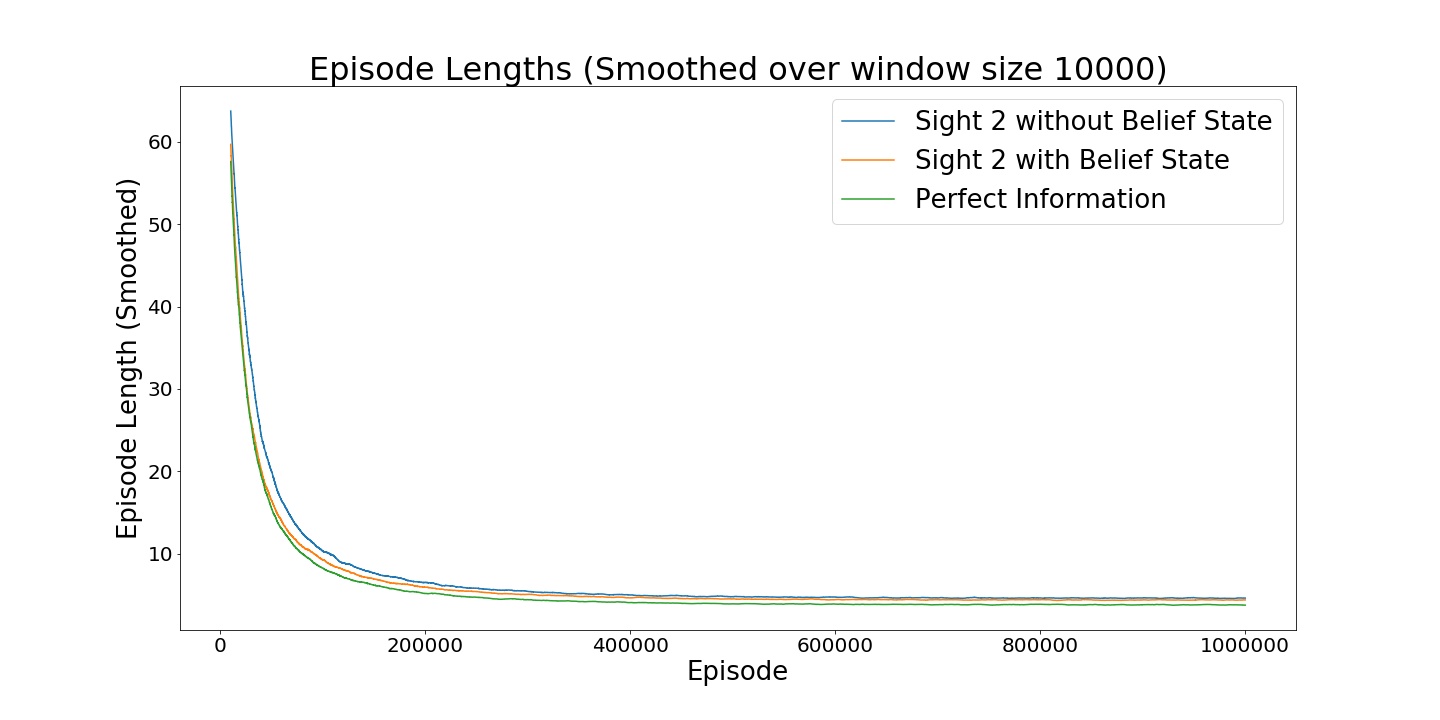 Episode Lengths (Smoothed over window size 10000)
Sight 2 without Belief State
Sight 2 with Belief State
Perfect Information
Episode Length (Smoothed)
60
50
40
30
20
10
0
200000
400000
600000
800000
1000000
Episode